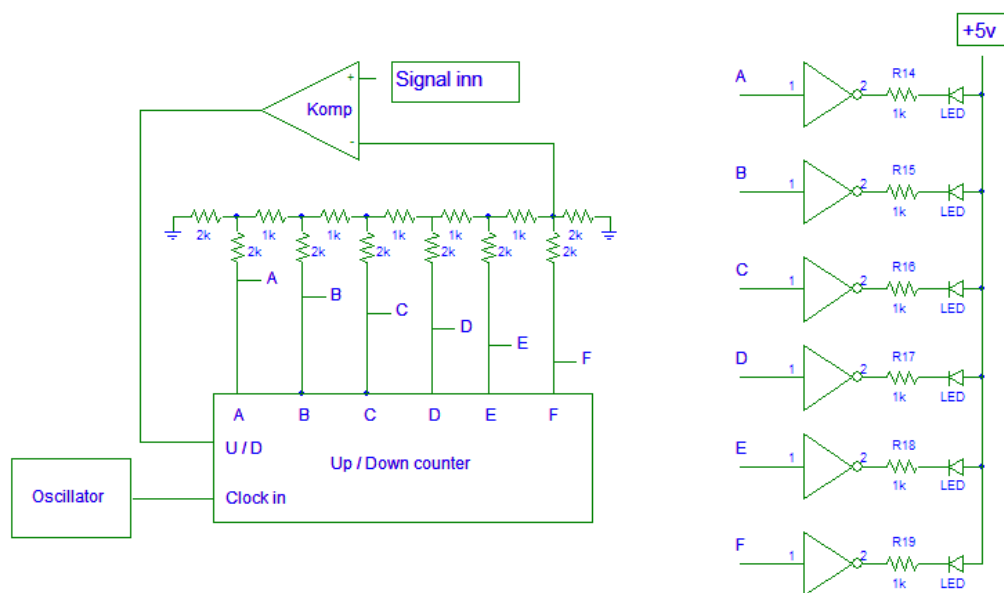 +5v
Signal inn
+
Komp
-
2k
1k
1k
1k
1k
1k
2k
2k
2k
2k
2k
2k
2k
A
B
C
D
E
F
A B C D E F
U / D
Up / Down counter
Oscillator
Clock in
A
1
2
R14
1k
LED
B
1
2
R15
1k
LED
C
1
2
R16
1k
LED
D
1
2
R17
1k
LED
E
1
2
R18
1k
LED
F
1
2
R19
1k
LED